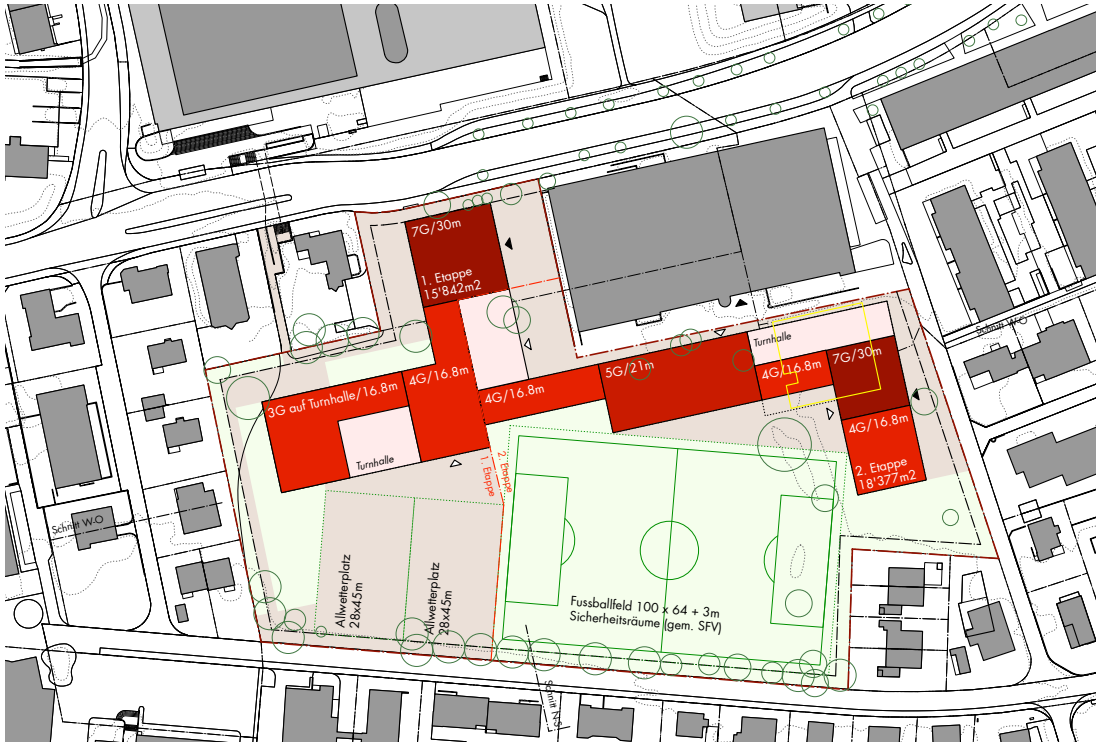 7G/30m
1. Etappe
15'842m2
Schnitt W-O
Turnhalle
7G/30m
4G/16.8m
5G/21m
4G/16.8m
4G/16.8m
3G auf Turnhalle/16.8m
4G/16.8m
Turnhalle
2. Etappe
18'377m2
1. Etappe
2. Etappe
Schnitt W-O
Allwetterplatz
28x45m
Allwetterplatz
28x45m
Fussballfeld 100 x 64 + 3m
Sicherheitsräume (gem. SFV)
Schnitt N-S